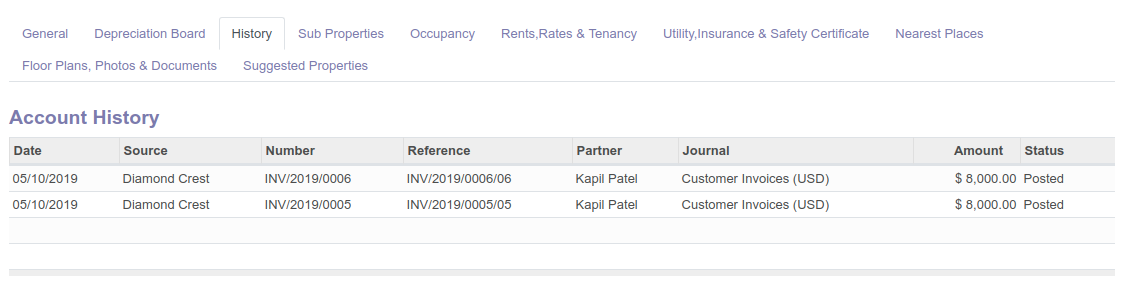 General Depreciation Board History Sub Properties Occupancy Rents,Rates & Tenancy Utility,Insurance & Safety Certificate Nearest Places
Floor Plans, Photos & Documents Suggested Properties
Account History
Date Source Number Reference Partner Journal Amount Status
05/10/2019 Diamond Crest INV/2019/0006 INV/2019/0006/06 Kapil Patel Customer Invoices (USD) $ 8,000.00 Posted
05/10/2019 Diamond Crest INV/2019/0005 INV/2019/0005/05 Kapil Patel Customer Invoices (USD) $ 8,000.00 Posted